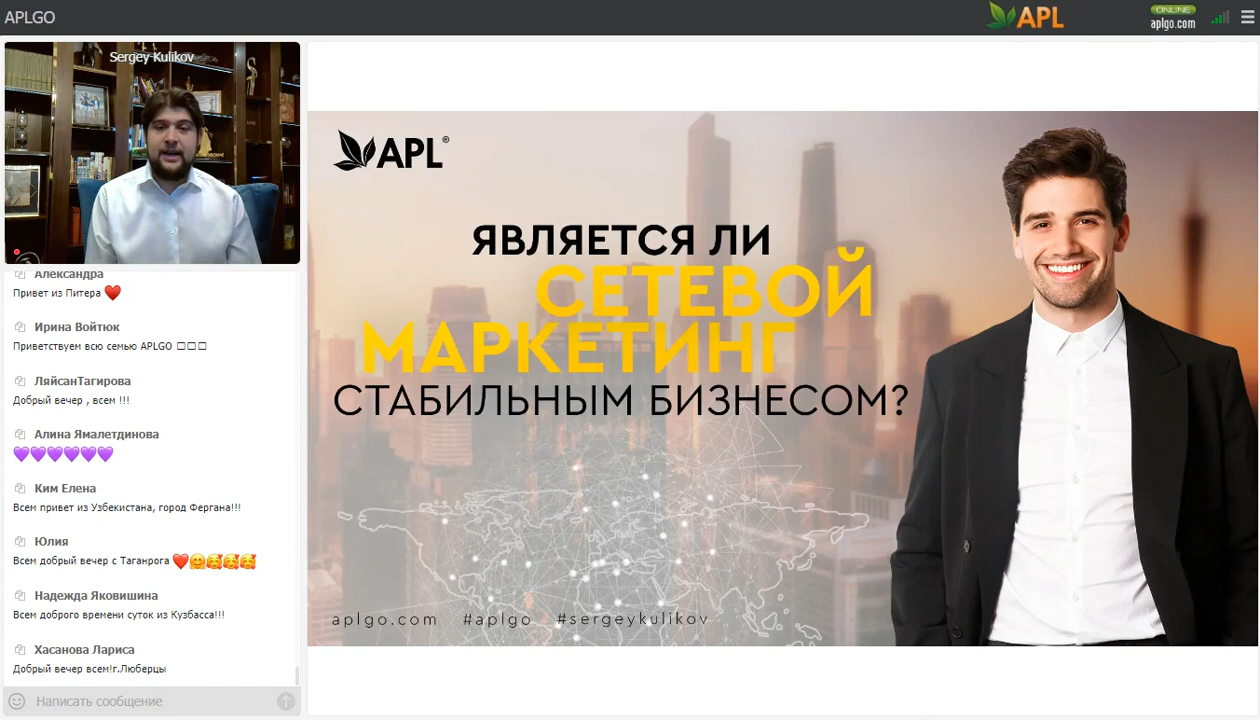 APLGO
APL
ONLINE
aplgo.com
Sergey Kulikov
Александра
Привет из Питера ❤️
Ирина Войтюк
Приветствуем всю семью APLGO □□□
ЛяйсанТагирова
Добрый вечер , всем !!!
Алина Ямалетдинова
💜💜💜💜💜💜
Ким Елена
Всем привет из Узбекистана, город Фергана!!!
Юлия
Всем добрый вечер с Таганрога ❤️🤗🥰🥰🥰
Надежда Яковишина
Всем доброго времени суток из Кузбасса!!!
Хасанова Лариса
Добрый вечер всем!г.Люберцы
Написать сообщение
APL®
ЯВЛЯЕТСЯ ЛИ
СЕТЕВОЙ
МАРКЕТИНГ
СТАБИЛЬНЫМ БИЗНЕСОМ?
aplgo.com #aplgo #sergeykulikov